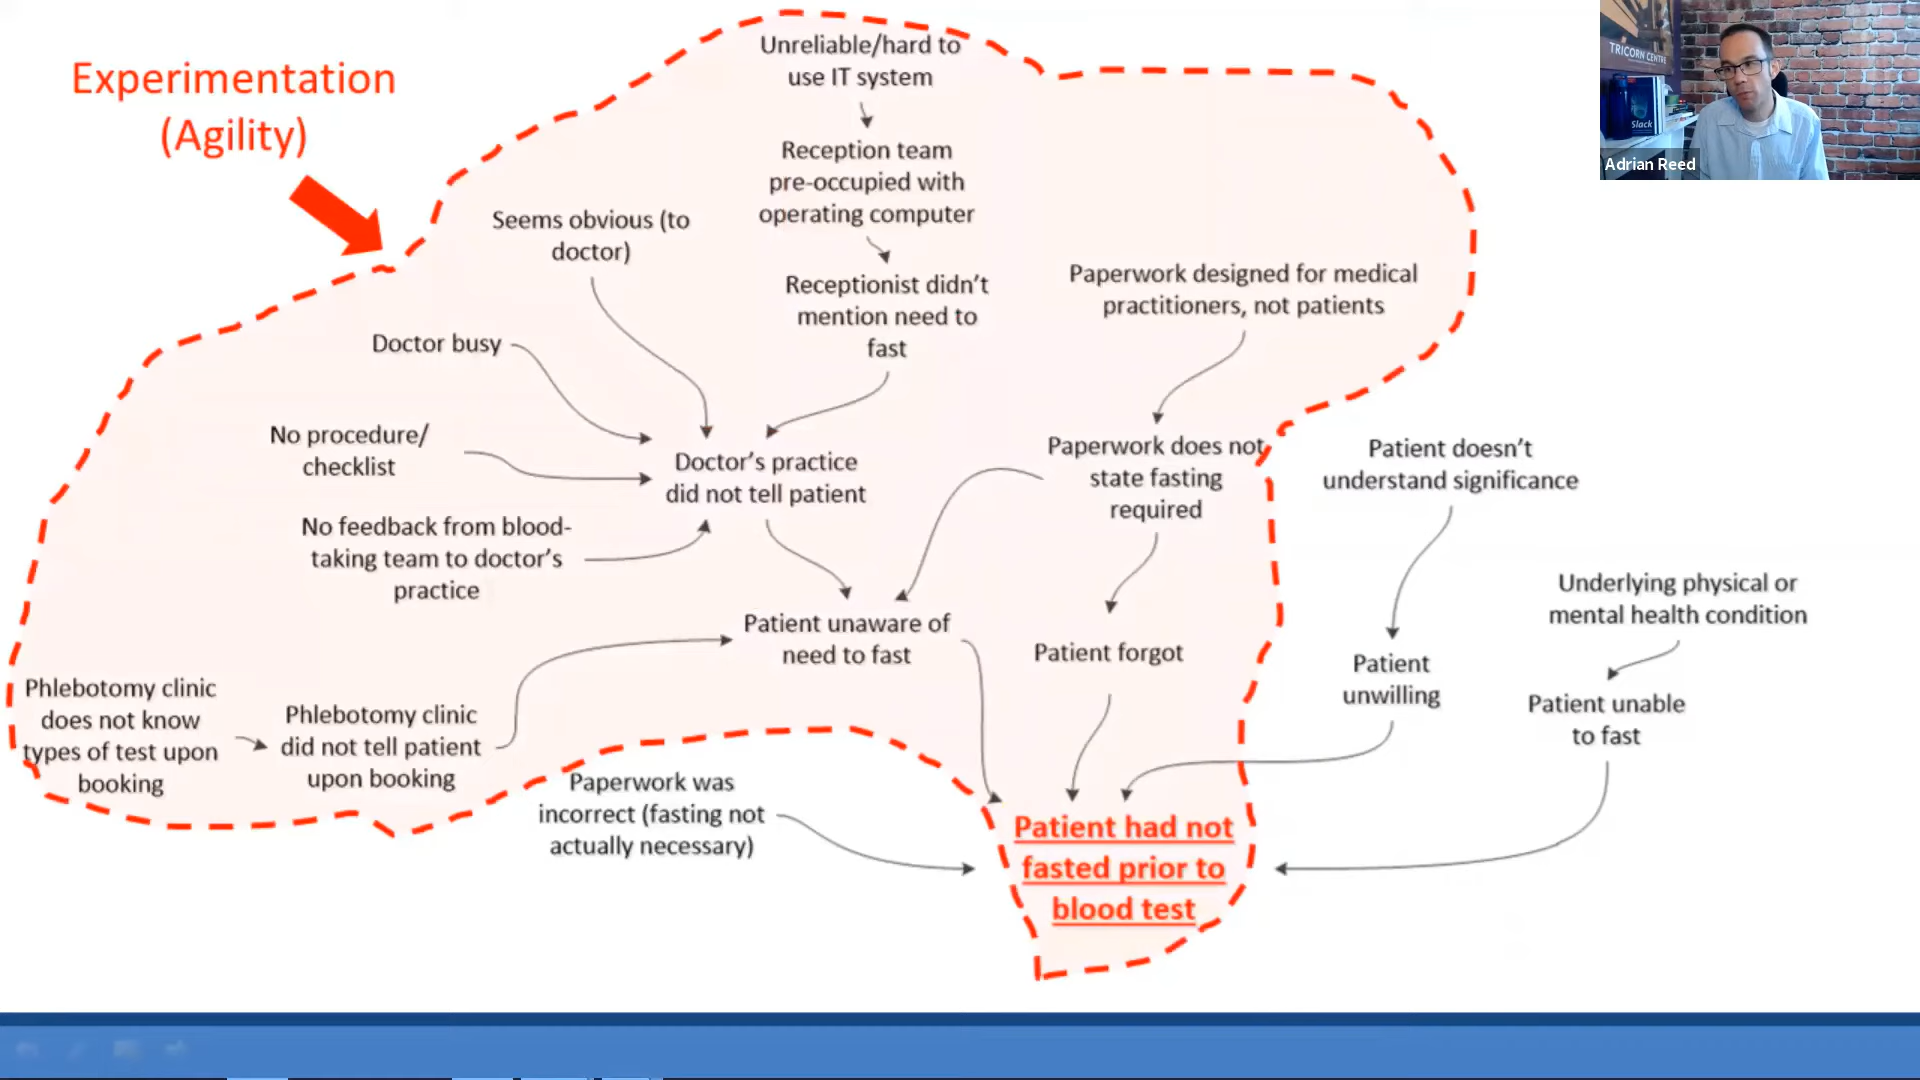 Experimentation
(Agility)
Unreliable/hard to
use IT system
Reception team
pre-occupied with
operating computer
Receptionist didn't
mention need to
fast
Seems obvious (to
doctor)
Doctor busy
No procedure/
checklist
No feedback from blood-
taking team to doctor's
practice
Doctor's practice
did not tell patient
Paperwork designed for medical
practitioners, not patients
Paperwork does not
state fasting
required
Patient doesn't
understand significance
Underlying physical or
mental health condition
Patient unaware of
need to fast
Patient forgot
Patient
unwilling
Patient unable
to fast
Phlebotomy clinic
does not know
types of test upon
booking
Phlebotomy clinic
did not tell patient
upon booking
Paperwork was
incorrect (fasting not
actually necessary)
Patient had not
fasted prior to
blood test
TRICORN CENTRE
Slack
Adrian Reed